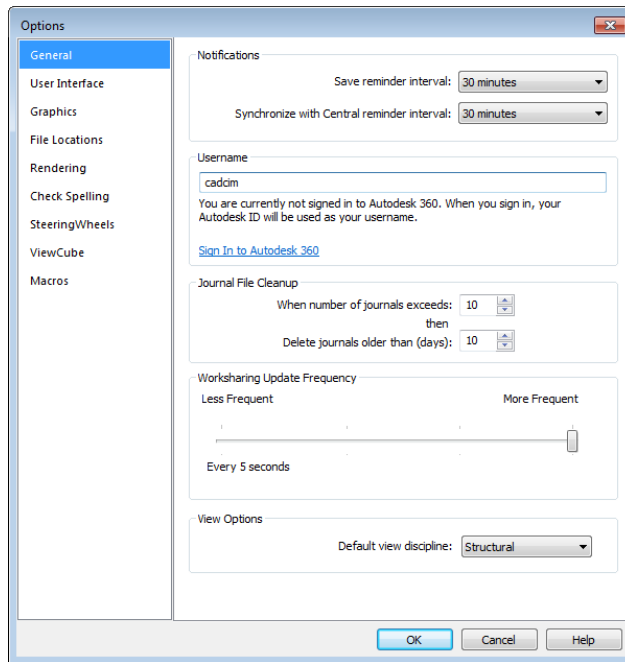 Options
General
User Interface
Graphics
File Locations
Rendering
Check Spelling
SteeringWheels
ViewCube
Macros
Notifications
Save reminder interval: 30 minutes
Synchronize with Central reminder interval: 30 minutes
Username
cadcim
You are currently not signed in to Autodesk 360. When you sign in, your
Autodesk ID will be used as your username.
Sign In to Autodesk 360
Journal File Cleanup
When number of journals exceeds: 10
then
Delete journals older than (days): 10
Worksharing Update Frequency
Less Frequent More Frequent
Every 5 seconds
View Options
Default view discipline: Structural
OK Cancel Help